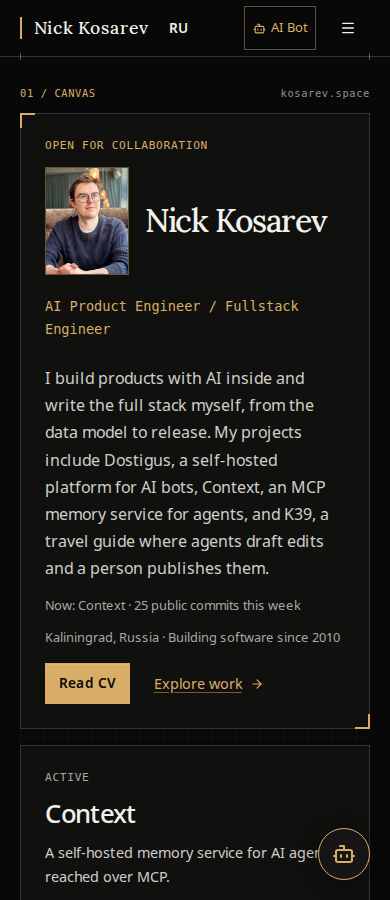 Nick Kosarev RU AI Bot
01 / CANVAS kosarev.space
OPEN FOR COLLABORATION
Nick Kosarev
AI Product Engineer / Fullstack
Engineer
I build products with AI inside and
write the full stack myself, from the
data model to release. My projects
include Dostigus, a self-hosted
platform for AI bots, Context, an MCP
memory service for agents, and K39, a
travel guide where agents draft edits
and a person publishes them.
Now: Context · 25 public commits this week
Kaliningrad, Russia · Building software since 2010
Read CV Explore work →
ACTIVE
Context
A self-hosted memory service for AI
reached over MCP.